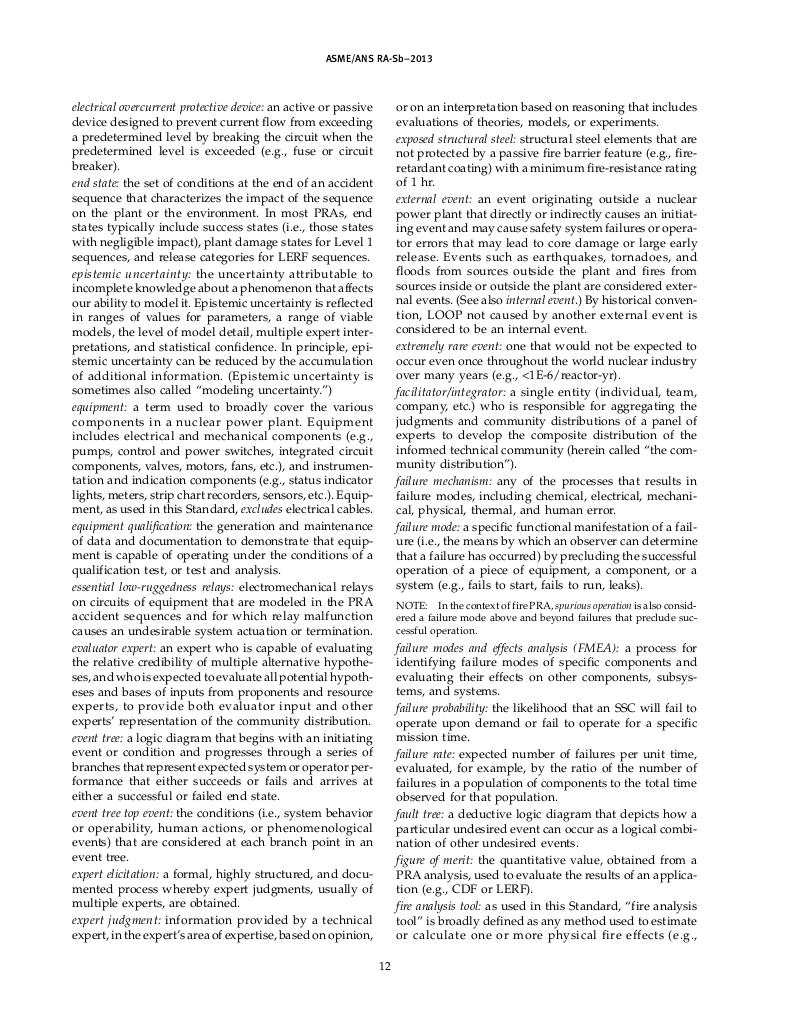 ASME/ANS RA-Sb–2013
electrical overcurrent protective device: an active or passive
device designed to prevent current flow from exceeding
a predetermined level by breaking the circuit when the
predetermined level is exceeded (e.g., fuse or circuit
breaker).
end state: the set of conditions at the end of an accident
sequence that characterizes the impact of the sequence
on the plant or the environment. In most PRAs, end
states typically include success states (i.e., those states
with negligible impact), plant damage states for Level 1
sequences, and release categories for LERF sequences.
epistemic uncertainty: the uncertainty attributable to
incomplete knowledge about a phenomenon that affects
our ability to model it. Epistemic uncertainty is reflected
in ranges of values for parameters, a range of viable
models, the level of model detail, multiple expert inter-
pretations, and statistical confidence. In principle, epi-
stemic uncertainty can be reduced by the accumulation
of additional information. (Epistemic uncertainty is
sometimes also called “modeling uncertainty.”)
equipment: a term used to broadly cover the various
components in a nuclear power plant. Equipment
includes electrical and mechanical components (e.g.,
pumps, control and power switches, integrated circuit
components, valves, motors, fans, etc.), and instrumen-
tation and indication components (e.g., status indicator
lights, meters, strip chart recorders, sensors, etc.). Equip-
ment, as used in this Standard, excludes electrical cables.
equipment qualification: the generation and maintenance
of data and documentation to demonstrate that equip-
ment is capable of operating under the conditions of a
qualification test, or test and analysis.
essential low-ruggedness relays: electromechanical relays
on circuits of equipment that are modeled in the PRA
accident sequences and for which relay malfunction
causes an undesirable system actuation or termination.
evaluator expert: an expert who is capable of evaluating
the relative credibility of multiple alternative hypothe-
ses, and who is expected to evaluate all potential hypoth-
eses and bases of inputs from proponents and resource
experts, to provide both evaluator input and other
experts’ representation of the community distribution.
event tree: a logic diagram that begins with an initiating
event or condition and progresses through a series of
branches that represent expected system or operator per-
formance that either succeeds or fails and arrives at
either a successful or failed end state.
event tree top event: the conditions (i.e., system behavior
or operability, human actions, or phenomenological
events) that are considered at each branch point in an
event tree.
expert elicitation: a formal, highly structured, and docu-
mented process whereby expert judgments, usually of
multiple experts, are obtained.
expert judgment: information provided by a technical
expert, in the expert’s area of expertise, based on opinion,
or on an interpretation based on reasoning that includes
evaluations of theories, models, or experiments.
exposed structural steel: structural steel elements that are
not protected by a passive fire barrier feature (e.g., fire-
retardant coating) with a minimum fire-resistance rating
of 1 hr.
external event: an event originating outside a nuclear
power plant that directly or indirectly causes an initiat-
ing event and may cause safety system failures or opera-
tor errors that may lead to core damage or large early
release. Events such as earthquakes, tornadoes, and
floods from sources outside the plant and fires from
sources inside or outside the plant are considered exter-
nal events. (See also internal event.) By historical conven-
tion, LOOP not caused by another external event is
considered to be an internal event.
extremely rare event: one that would not be expected to
occur even once throughout the world nuclear industry
over many years (e.g., <1E-6/reactor-yr).
facilitator/integrator: a single entity (individual, team,
company, etc.) who is responsible for aggregating the
judgments and community distributions of a panel of
experts to develop the composite distribution of the
informed technical community (herein called “the com-
munity distribution”).
failure mechanism: any of the processes that results in
failure modes, including chemical, electrical, mechani-
cal, physical, thermal, and human error.
failure mode: a specific functional manifestation of a fail-
ure (i.e., the means by which an observer can determine
that a failure has occurred) by precluding the successful
operation of a piece of equipment, a component, or a
system (e.g., fails to start, fails to run, leaks).
NOTE: In the context of fire PRA, spurious operation is also consid-
ered a failure mode above and beyond failures that preclude suc-
cessful operation.
failure modes and effects analysis (FMEA): a process for
identifying failure modes of specific components and
evaluating their effects on other components, subsys-
tems, and systems.
failure probability: the likelihood that an SSC will fail to
operate upon demand or fail to operate for a specific
mission time.
failure rate: expected number of failures per unit time,
evaluated, for example, by the ratio of the number of
failures in a population of components to the total time
observed for that population.
fault tree: a deductive logic diagram that depicts how a
particular undesired event can occur as a logical combi-
nation of other undesired events.
figure of merit: the quantitative value, obtained from a
PRA analysis, used to evaluate the results of an applica-
tion (e.g., CDF or LERF).
fire analysis tool: as used in this Standard, “fire analysis
tool” is broadly defined as any method used to estimate
or calculate one or more physical fire effects (e.g.,
12